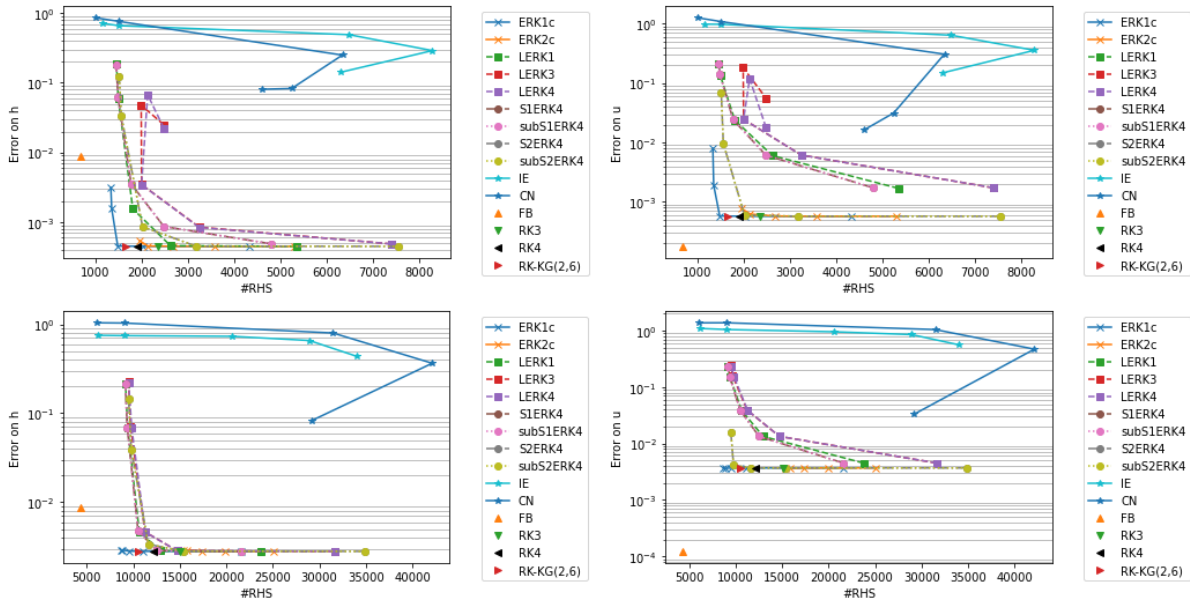 10⁰
10⁻¹
10⁻²
10⁻³
Error on h
1000 2000 3000 4000 5000 6000 7000 8000
#RHS
ERK1c
ERK2c
LERK1
LERK3
LERK4
S1ERK4
subS1ERK4
S2ERK4
subS2ERK4
IE
CN
FB
RK3
RK4
RK-KG(2,6)
10⁰
10⁻¹
10⁻²
10⁻³
Error on u
1000 2000 3000 4000 5000 6000 7000 8000
#RHS
ERK1c
ERK2c
LERK1
LERK3
LERK4
S1ERK4
subS1ERK4
S2ERK4
subS2ERK4
IE
CN
FB
RK3
RK4
RK-KG(2,6)
10⁰
10⁻¹
10⁻²
Error on h
5000 10000 15000 20000 25000 30000 35000 40000
#RHS
ERK1c
ERK2c
LERK1
LERK3
LERK4
S1ERK4
subS1ERK4
S2ERK4
subS2ERK4
IE
CN
FB
RK3
RK4
RK-KG(2,6)
10⁰
10⁻¹
10⁻²
10⁻³
10⁻⁴
Error on u
5000 10000 15000 20000 25000 30000 35000 40000
#RHS
ERK1c
ERK2c
LERK1
LERK3
LERK4
S1ERK4
subS1ERK4
S2ERK4
subS2ERK4
IE
CN
FB
RK3
RK4
RK-KG(2,6)